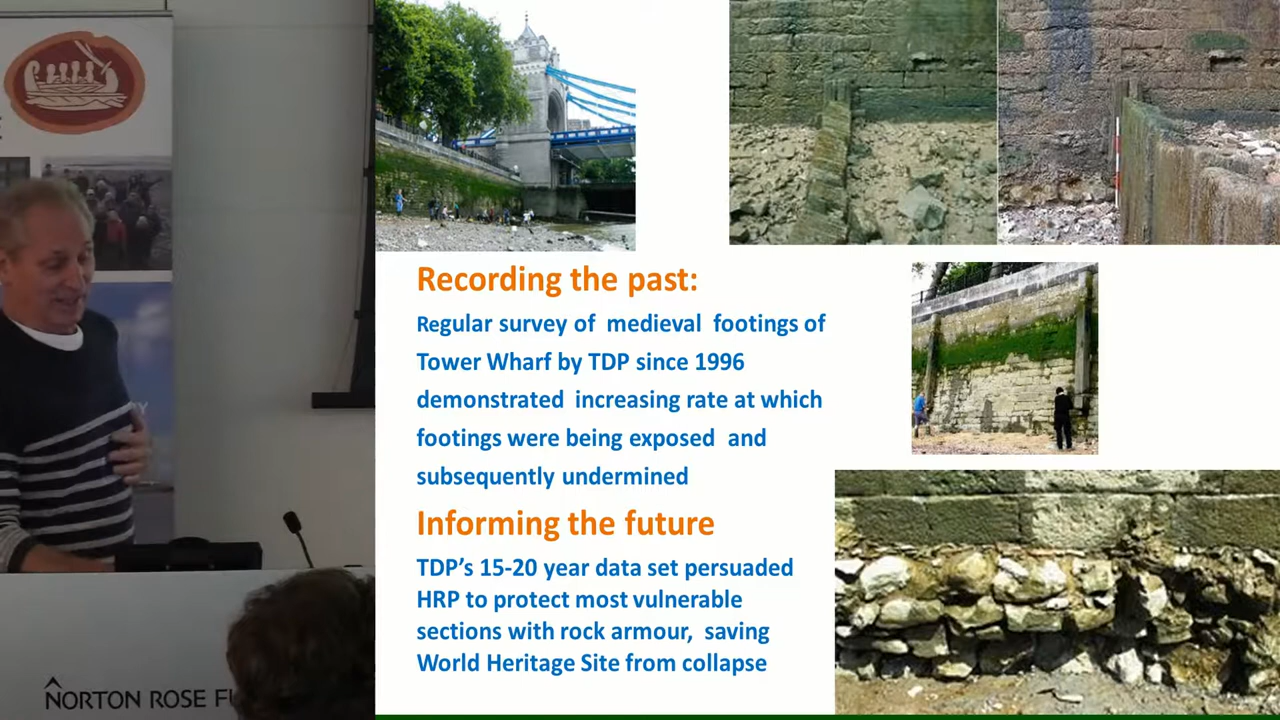 Recording the past:
Regular survey of medieval footings of
Tower Wharf by TDP since 1996
demonstrated increasing rate at which
footings were being exposed and
subsequently undermined
Informing the future
TDP's 15-20 year data set persuaded
HRP to protect most vulnerable
sections with rock armour, saving
World Heritage Site from collapse
NORTON ROSE